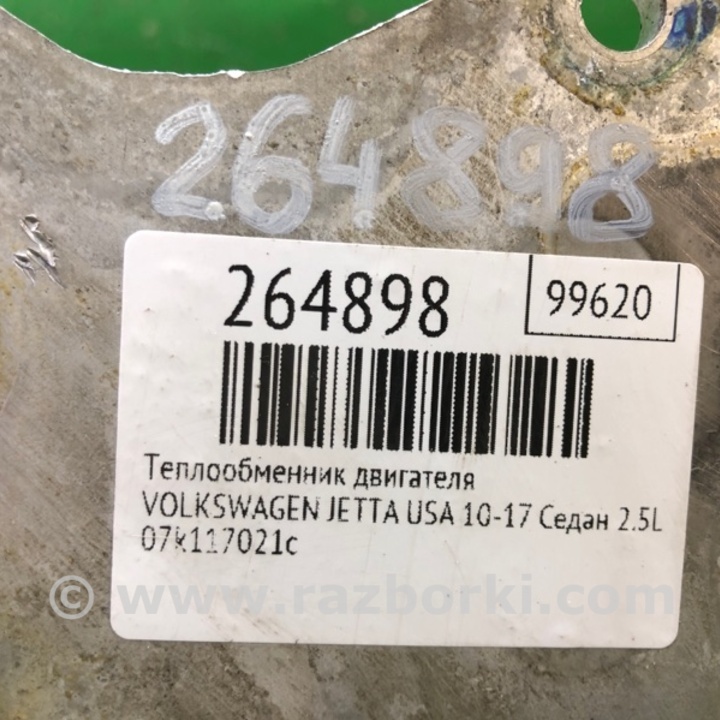 264898
264898
99620
Теплообменник двигателя
VOLKSWAGEN JETTA USA 10-17 Седан 2.5L
07k117021c
© www.razborki.com